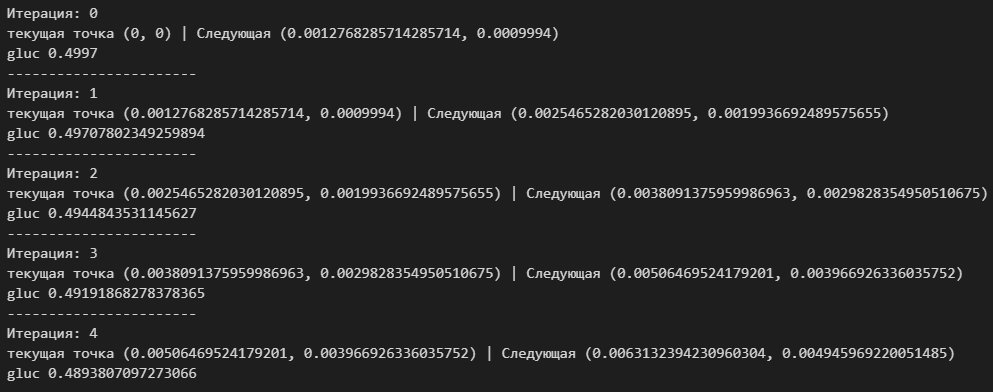 Итерация: 0
текущая точка (0, 0) | Следующая (0.0012768285714285714, 0.0009994)
gluc 0.4997
-----------------------
Итерация: 1
текущая точка (0.0012768285714285714, 0.0009994) | Следующая (0.0025465282030120895, 0.0019936692489575655)
gluc 0.49707802349259894
-----------------------
Итерация: 2
текущая точка (0.0025465282030120895, 0.0019936692489575655) | Следующая (0.0038091375959986963, 0.0029828354950510675)
gluc 0.4944843531145627
-----------------------
Итерация: 3
текущая точка (0.0038091375959986963, 0.0029828354950510675) | Следующая (0.00506469524179201, 0.003966926336035752)
gluc 0.49191868278378365
-----------------------
Итерация: 4
текущая точка (0.00506469524179201, 0.003966926336035752) | Следующая (0.0063132394230960304, 0.004945969220051485)
gluc 0.4893807097273066